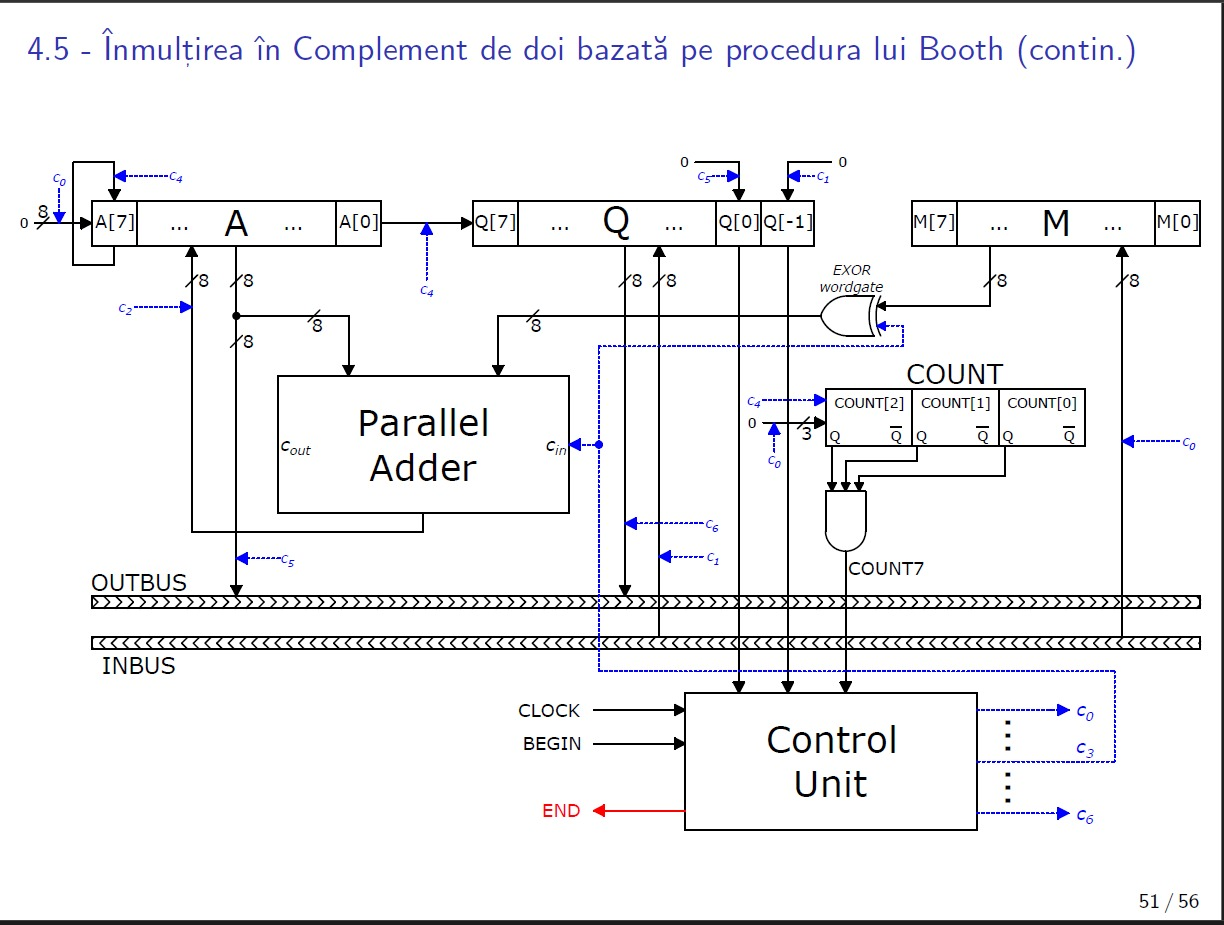 4.5 - Înmulțirea în Complement de doi bazată pe procedura lui Booth (contin.)
0 0
c5 c1
c0 c4
0 8 A[7] ... A ... A[0] Q[7] ... Q ... Q[0] Q[-1] M[7] ... M ... M[0]
c4
8 8 8 8 8 8
EXOR
wordgate
c2
8 8 8
COUNT
c4 COUNT[2] COUNT[1] COUNT[0]
0 3 Q Q̅ Q Q̅ Q Q̅
c0 c0
Parallel
Adder
cout cin
c6
c5 c1
COUNT7
OUTBUS
INBUS
CLOCK
BEGIN
END
Control
Unit
c0
c3
c6
51 / 56